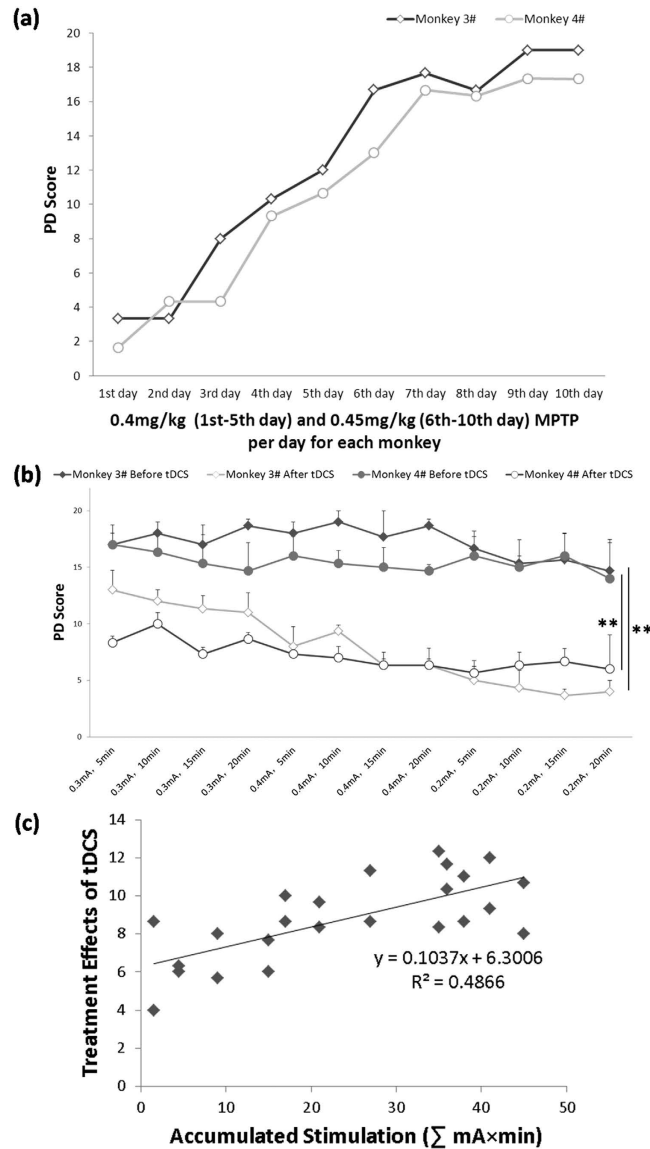 (a)
Monkey 3# Monkey 4#
20
18
16
14
12
10
8
6
4
2
0
PD Score
1st day 2nd day 3rd day 4th day 5th day 6th day 7th day 8th day 9th day 10th day
0.4mg/kg (1st-5th day) and 0.45mg/kg (6th-10th day) MPTP
per day for each monkey
(b)
Monkey 3# Before tDCS Monkey 3# After tDCS Monkey 4# Before tDCS Monkey 4# After tDCS
20
15
10
5
0
PD Score
** **
0.3mA, 5min
0.3mA, 10min
0.3mA, 15min
0.3mA, 20min
0.4mA, 5min
0.4mA, 10min
0.4mA, 15min
0.4mA, 20min
0.2mA, 5min
0.2mA, 10min
0.2mA, 15min
0.2mA, 20min
(c)
14
12
10
8
6
4
2
0
Treatment Effects of tDCS
y = 0.1037x + 6.3006
R² = 0.4866
0 10 20 30 40 50
Accumulated Stimulation (∑ mA×min)